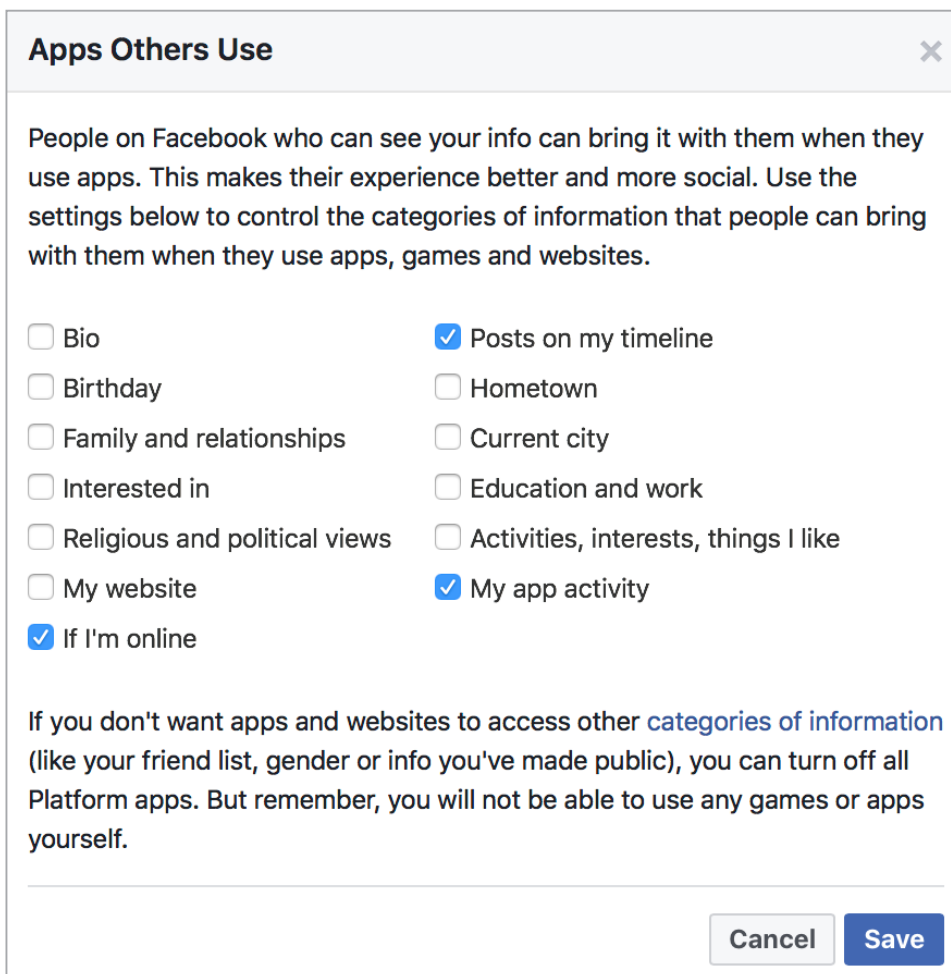 Apps Others Use
People on Facebook who can see your info can bring it with them when they
use apps. This makes their experience better and more social. Use the
settings below to control the categories of information that people can bring
with them when they use apps, games and websites.
Bio
Posts on my timeline
Birthday
Hometown
Family and relationships
Current city
Interested in
Education and work
Religious and political views
Activities, interests, things I like
My website
My app activity
If I'm online
If you don't want apps and websites to access other categories of information
(like your friend list, gender or info you've made public), you can turn off all
Platform apps. But remember, you will not be able to use any games or apps
yourself.
Cancel
Save